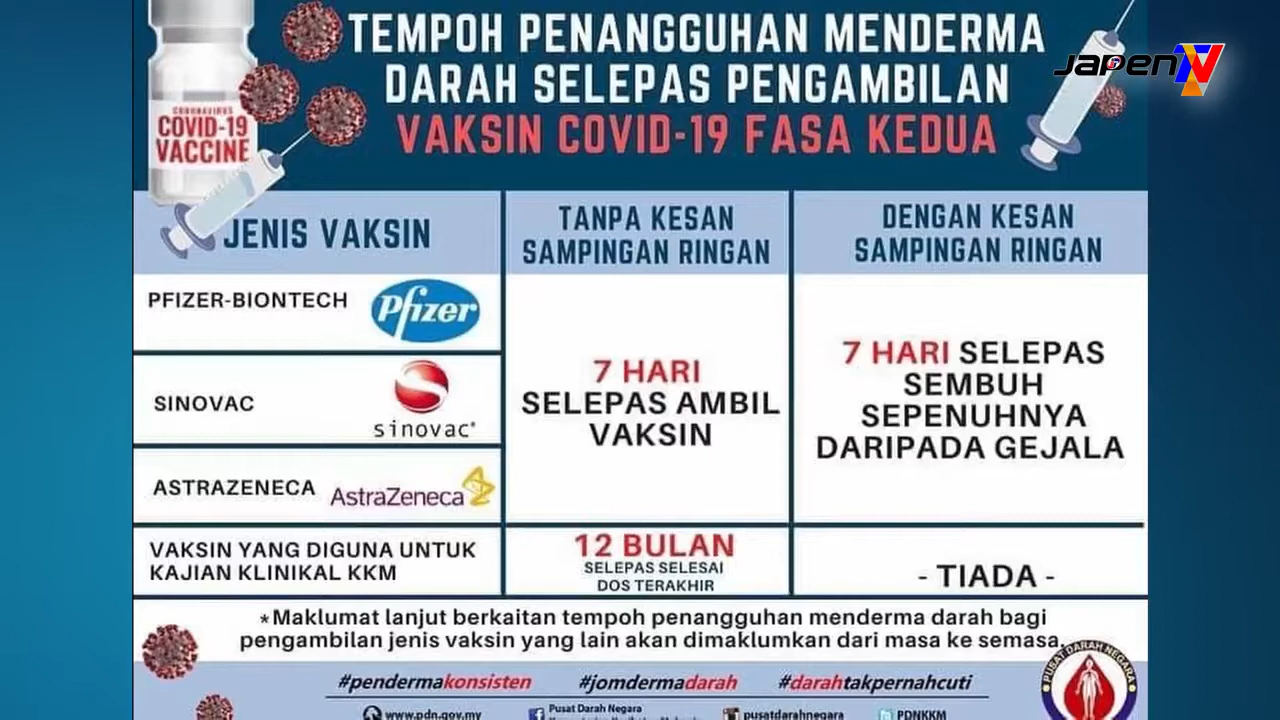 TEMPOH PENANGGUHAN MENDERMA
DARAH SELEPAS PENGAMBILAN
VAKSIN COVID-19 FASA KEDUA
JAPEN TV
CORONAVIRUS
COVID-19
VACCINE
JENIS VAKSIN
TANPA KESAN
SAMPINGAN RINGAN
DENGAN KESAN
SAMPINGAN RINGAN
PFIZER-BIONTECH
Pfizer
SINOVAC
sinovac
ASTRAZENECA
AstraZeneca
7 HARI
SELEPAS AMBIL
VAKSIN
7 HARI SELEPAS
SEMBUH
SEPENUHNYA
DARIPADA GEJALA
VAKSIN YANG DIGUNA UNTUK
KAJIAN KLINIKAL KKM
12 BULAN
SELEPAS SELESAI
DOS TERAKHIR
- TIADA -
*Maklumat lanjut berkaitan tempoh penangguhan menderma darah bagi
pengambilan jenis vaksin yang lain akan dimaklumkan dari masa ke semasa.
PUSAT DARAH NEGARA
#pendermakonsisten #jomdermadarah #darahtakpernahcuti
www.pdn.gov.my
Pusat Darah Negara
pusatdarahnegara
PDNKKM